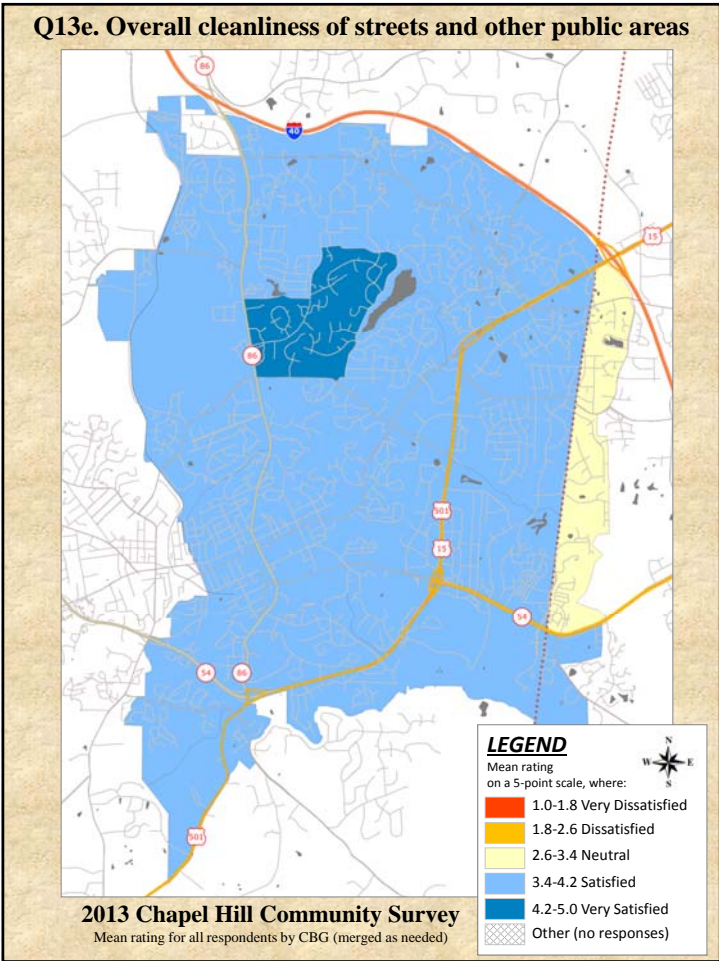 Q13e. Overall cleanliness of streets and other public areas
86
40
15
86
501
15
54
54
86
501
LEGEND
Mean rating
on a 5-point scale, where:
N
W
E
S
1.0-1.8 Very Dissatisfied
1.8-2.6 Dissatisfied
2.6-3.4 Neutral
3.4-4.2 Satisfied
4.2-5.0 Very Satisfied
Other (no responses)
2013 Chapel Hill Community Survey
Mean rating for all respondents by CBG (merged as needed)